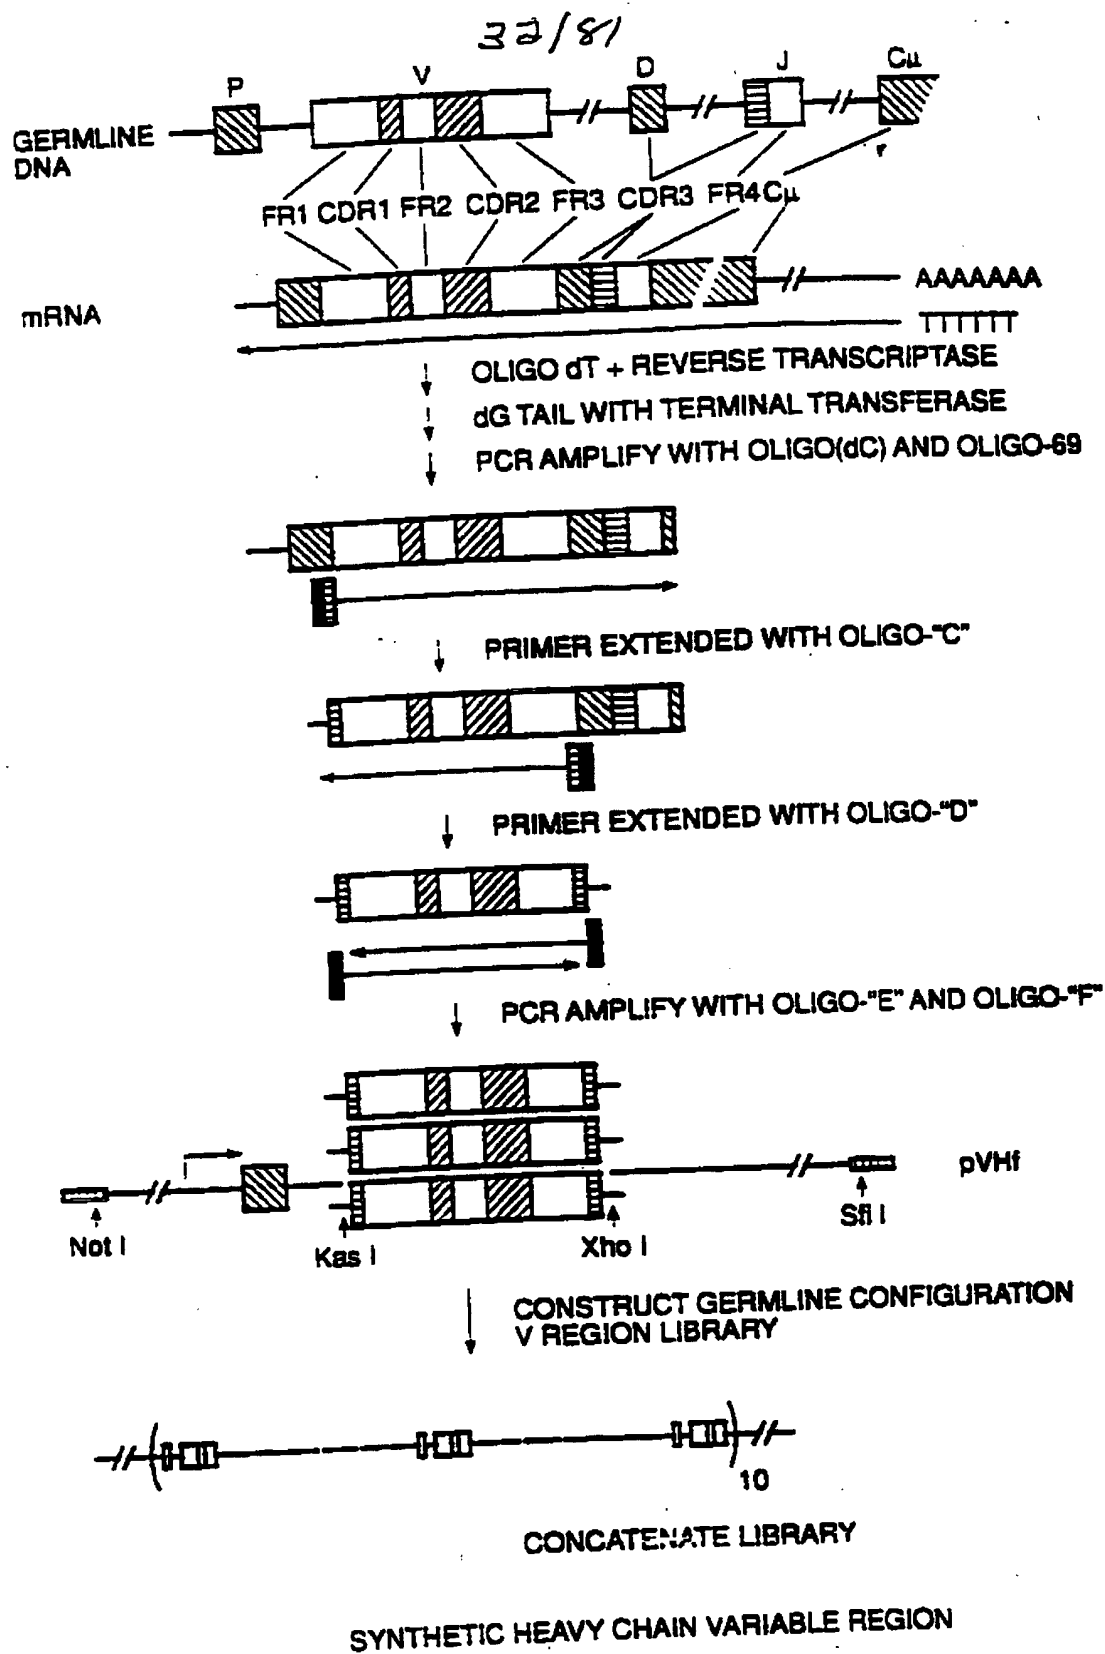 32/81
P V D J Cμ
GERMLINE
DNA
FR1 CDR1 FR2 CDR2 FR3 CDR3 FR4 Cμ
mRNA
AAAAAAA
TTTTTT
OLIGO dT + REVERSE TRANSCRIPTASE
dG TAIL WITH TERMINAL TRANSFERASE
PCR AMPLIFY WITH OLIGO(dC) AND OLIGO-69
PRIMER EXTENDED WITH OLIGO-"C"
PRIMER EXTENDED WITH OLIGO-"D"
PCR AMPLIFY WITH OLIGO-"E" AND OLIGO-"F"
pVHf
Not I Kas I Xho I Sfi I
CONSTRUCT GERMLINE CONFIGURATION
V REGION LIBRARY
10
CONCATENATE LIBRARY
SYNTHETIC HEAVY CHAIN VARIABLE REGION